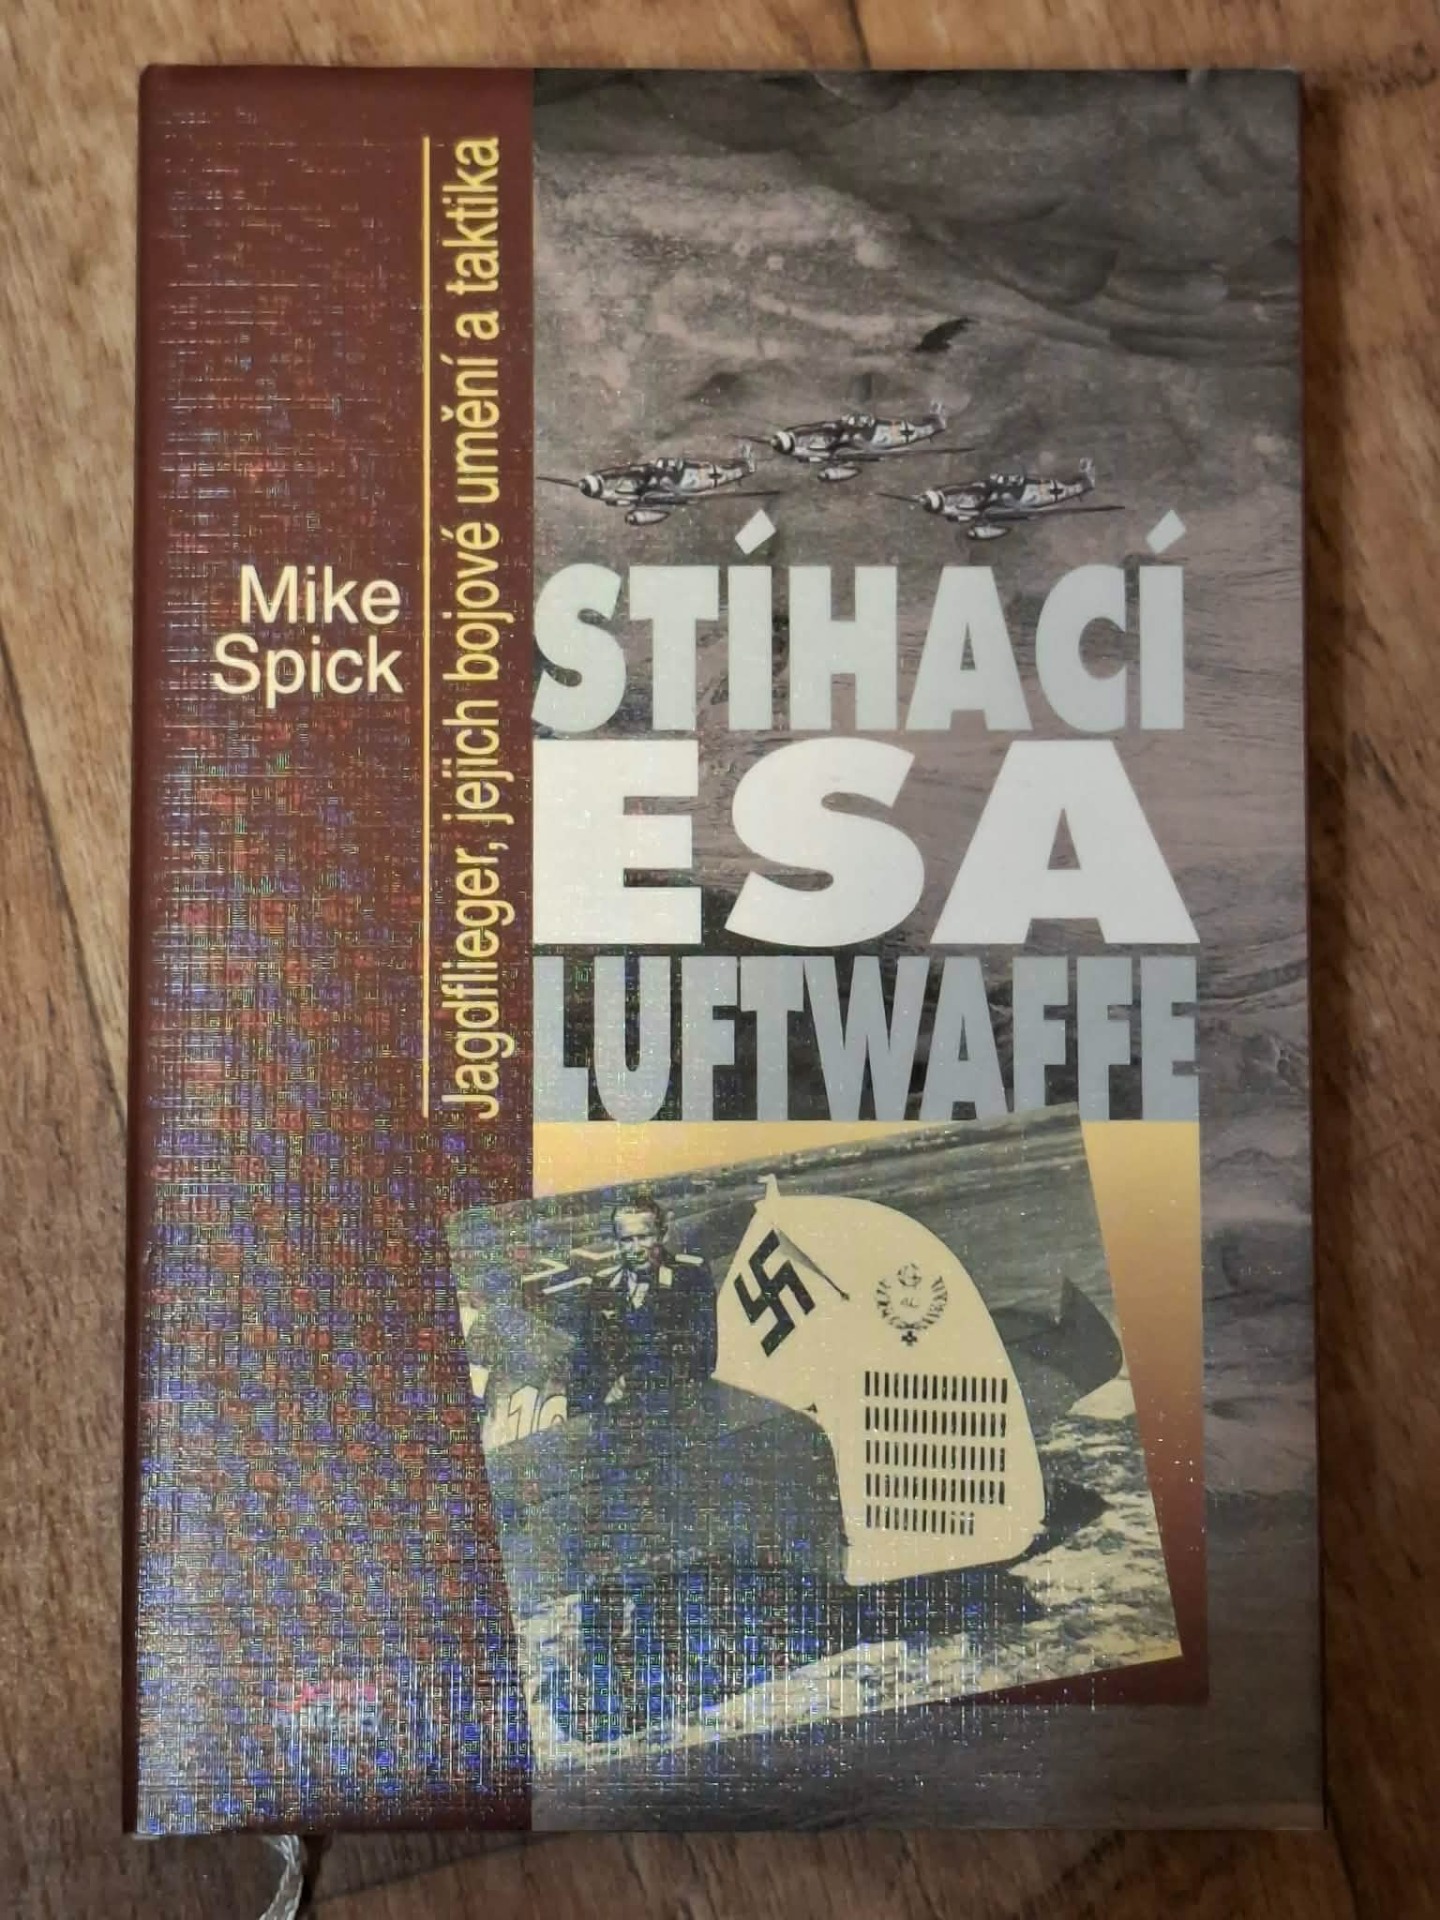 Mike
Spick
Jagdflieger, jejich bojové umění a taktika
STÍHACÍ
ESA
LUFTWAFFE